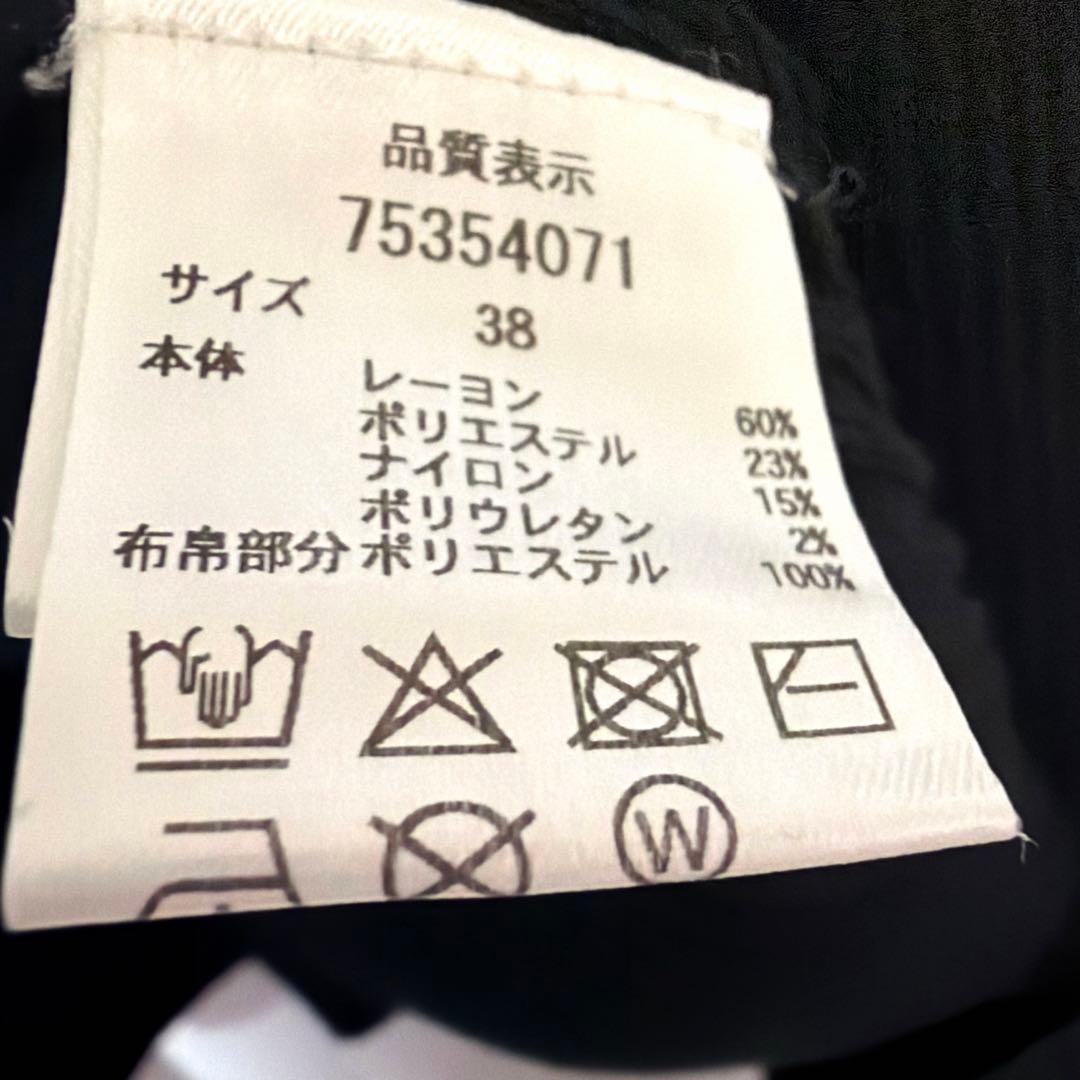 品質表示
75354071
サイズ 38
本体 レーヨン 60%
ポリエステル 23%
ナイロン 15%
ポリウレタン 2%
布帛部分 ポリエステル 100%
W